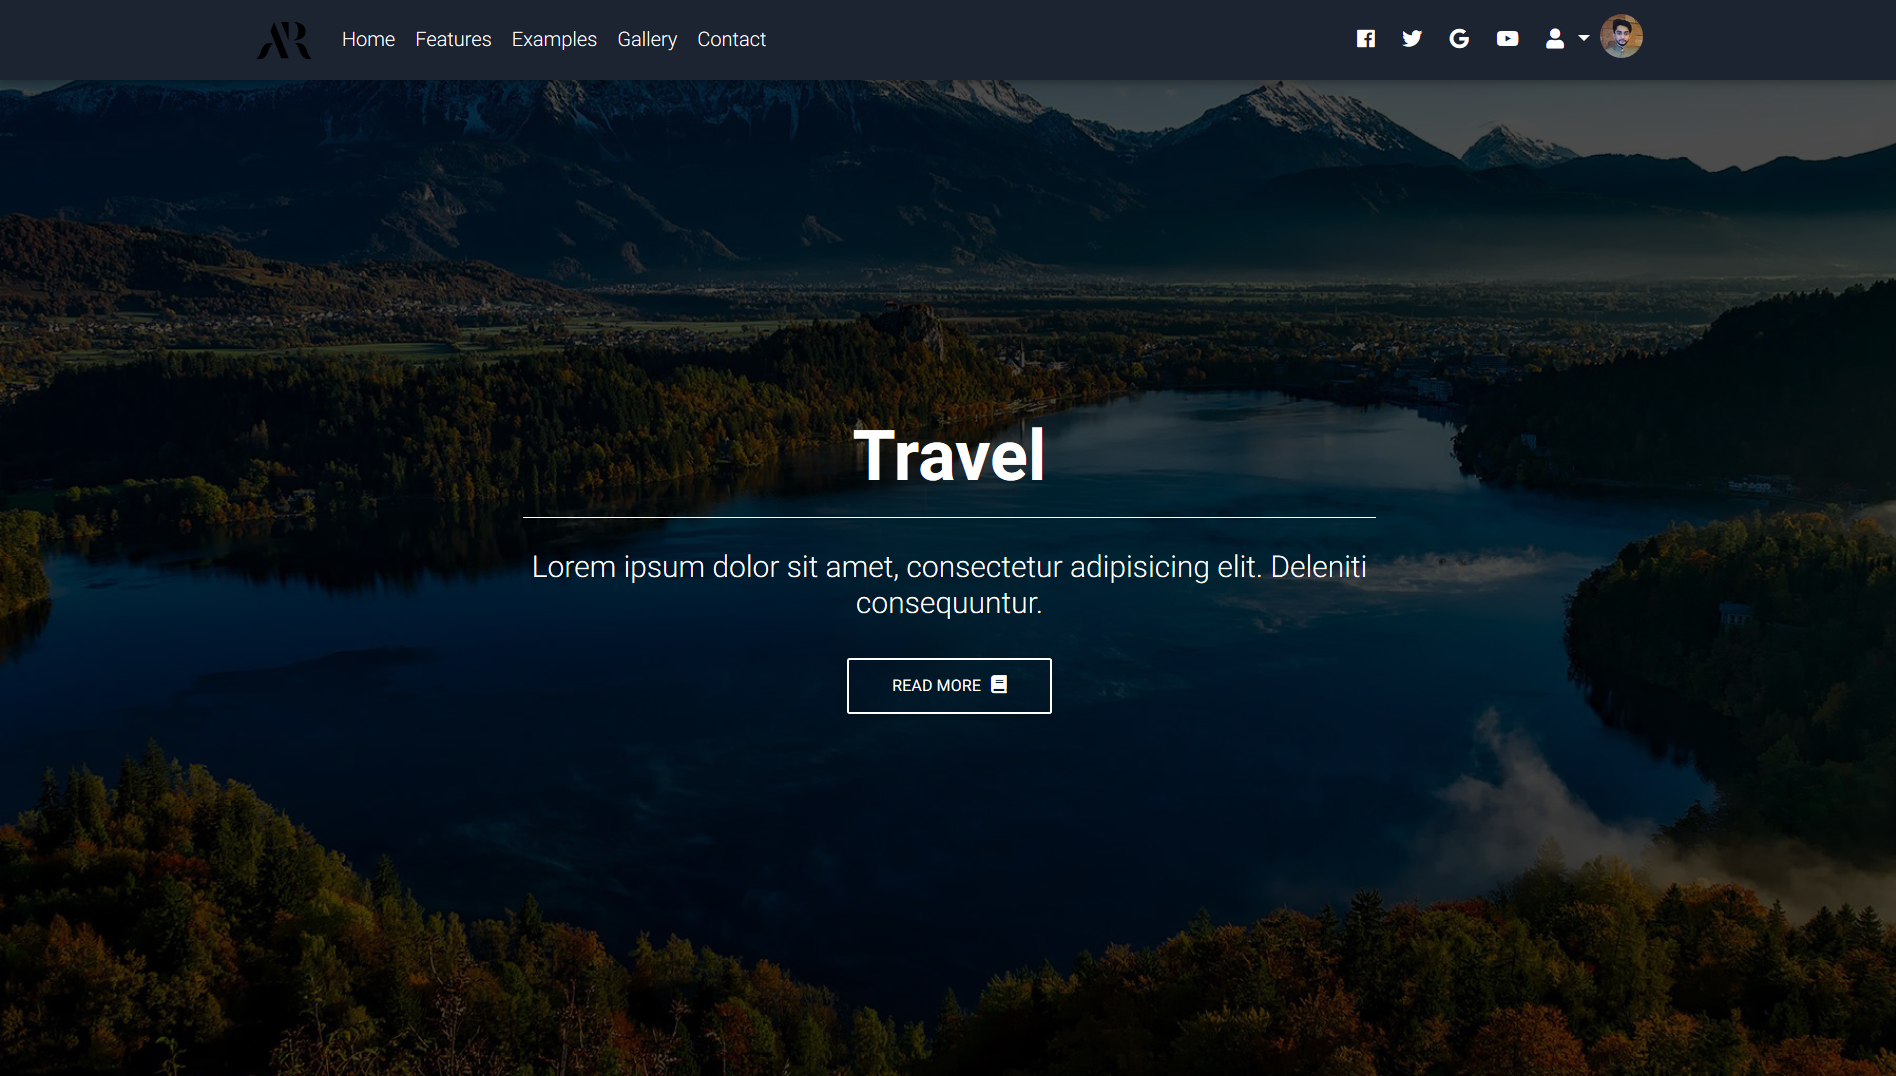 AR
Home Features Examples Gallery Contact
Travel
Lorem ipsum dolor sit amet, consectetur adipisicing elit. Deleniti
consequuntur.
READ MORE